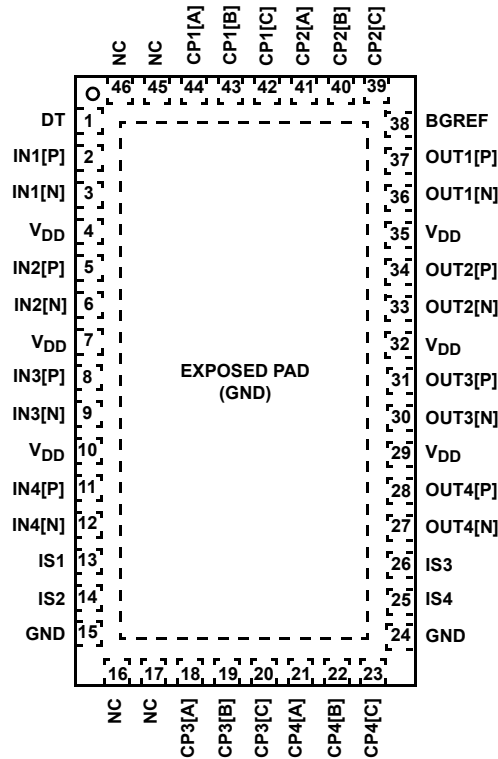 NC NC CP1[A] CP1[B] CP1[C] CP2[A] CP2[B] CP2[C]
46 45 44 43 42 41 40 39
DT 1 38 BGREF
IN1[P] 2 37 OUT1[P]
IN1[N] 3 36 OUT1[N]
VDD 4 35 VDD
IN2[P] 5 34 OUT2[P]
IN2[N] 6 33 OUT2[N]
VDD 7 32 VDD
IN3[P] 8 31 OUT3[P]
EXPOSED PAD
(GND)
IN3[N] 9 30 OUT3[N]
VDD 10 29 VDD
IN4[P] 11 28 OUT4[P]
IN4[N] 12 27 OUT4[N]
IS1 13 26 IS3
IS2 14 25 IS4
GND 15 24 GND
16 17 18 19 20 21 22 23
NC NC CP3[A] CP3[B] CP3[C] CP4[A] CP4[B] CP4[C]